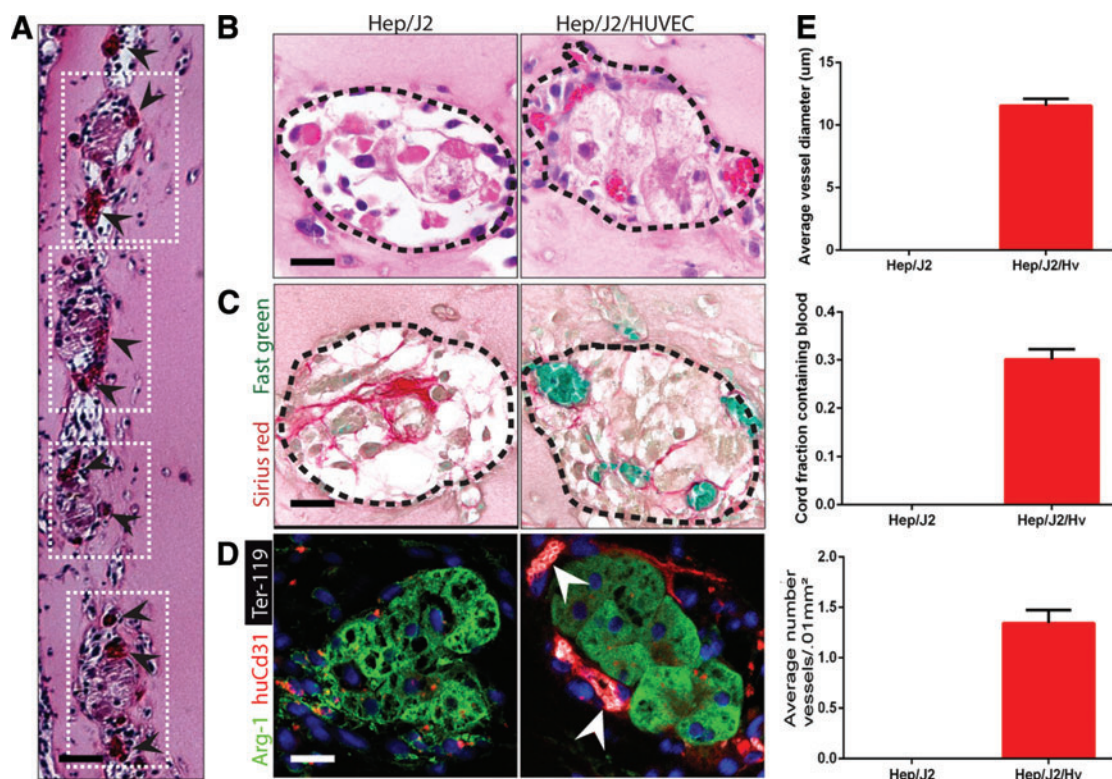 A
B
Hep/J2
Hep/J2/HUVEC
C
Sirius red Fast green
D
Arg-1 huCd31 Ter-119
E
Average vessel diameter (um)
15
10
5
0
Hep/J2
Hep/J2/Hv
Cord fraction containing blood
0.4
0.3
0.2
0.1
0.0
Hep/J2
Hep/J2/Hv
Average number
vessels/.01mm²
2.0
1.5
1.0
0.5
0.0
Hep/J2
Hep/J2/Hv